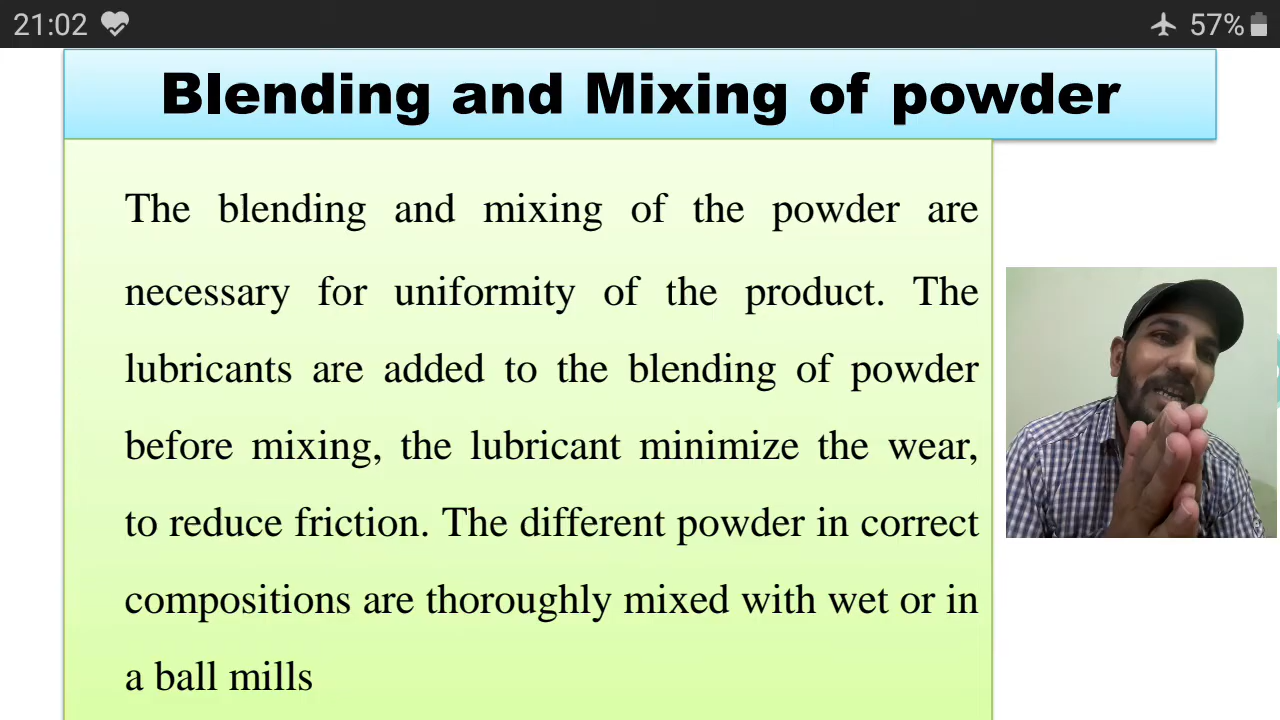 21:02
57%
Blending and Mixing of powder
The blending and mixing of the powder are
necessary for uniformity of the product. The
lubricants are added to the blending of powder
before mixing, the lubricant minimize the wear,
to reduce friction. The different powder in correct
compositions are thoroughly mixed with wet or in
a ball mills